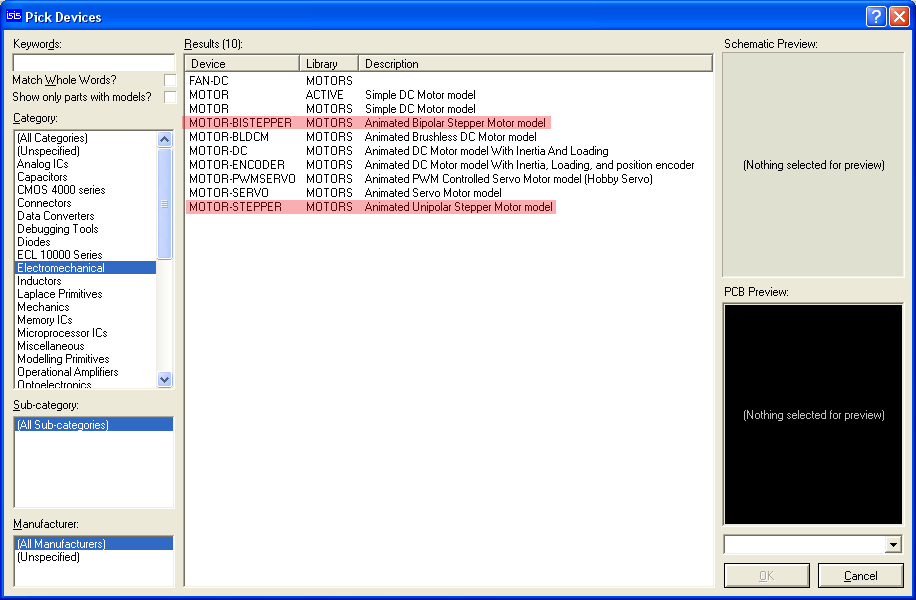 isis Pick Devices
Keywords:
Match Whole Words?
Show only parts with models?
Category:
(All Categories)
(Unspecified)
Analog ICs
Capacitors
CMOS 4000 series
Connectors
Data Converters
Debugging Tools
Diodes
ECL 10000 Series
Electromechanical
Inductors
Laplace Primitives
Mechanics
Memory ICs
Microprocessor ICs
Miscellaneous
Modelling Primitives
Operational Amplifiers
Optoelectronics
Sub-category:
(All Sub-categories)
Manufacturer:
(All Manufacturers)
(Unspecified)
Results (10):
Device Library Description
FAN-DC MOTORS
MOTOR ACTIVE Simple DC Motor model
MOTOR MOTORS Simple DC Motor model
MOTOR-BISTEPPER MOTORS Animated Bipolar Stepper Motor model
MOTOR-BLDCM MOTORS Animated Brushless DC Motor model
MOTOR-DC MOTORS Animated DC Motor model With Inertia And Loading
MOTOR-ENCODER MOTORS Animated DC Motor model With Inertia, Loading, and position encoder
MOTOR-PWMSERVO MOTORS Animated PWM Controlled Servo Motor model (Hobby Servo)
MOTOR-SERVO MOTORS Animated Servo Motor model
MOTOR-STEPPER MOTORS Animated Unipolar Stepper Motor model
Schematic Preview:
(Nothing selected for preview)
PCB Preview:
(Nothing selected for preview)
OK Cancel